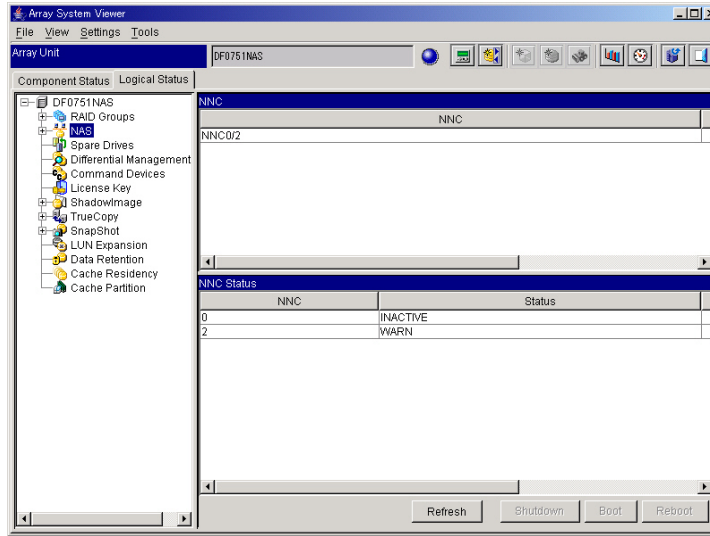 Array System Viewer
File View Settings Tools
Array Unit
DF0751NAS
Component Status
Logical Status
DF0751NAS
RAID Groups
NAS
Spare Drives
Differential Management
Command Devices
License Key
ShadowImage
TrueCopy
SnapShot
LUN Expansion
Data Retention
Cache Residency
Cache Partition
NNC
NNC
NNC0/2
NNC Status
NNC Status
0 INACTIVE
2 WARN
Refresh Shutdown Boot Reboot